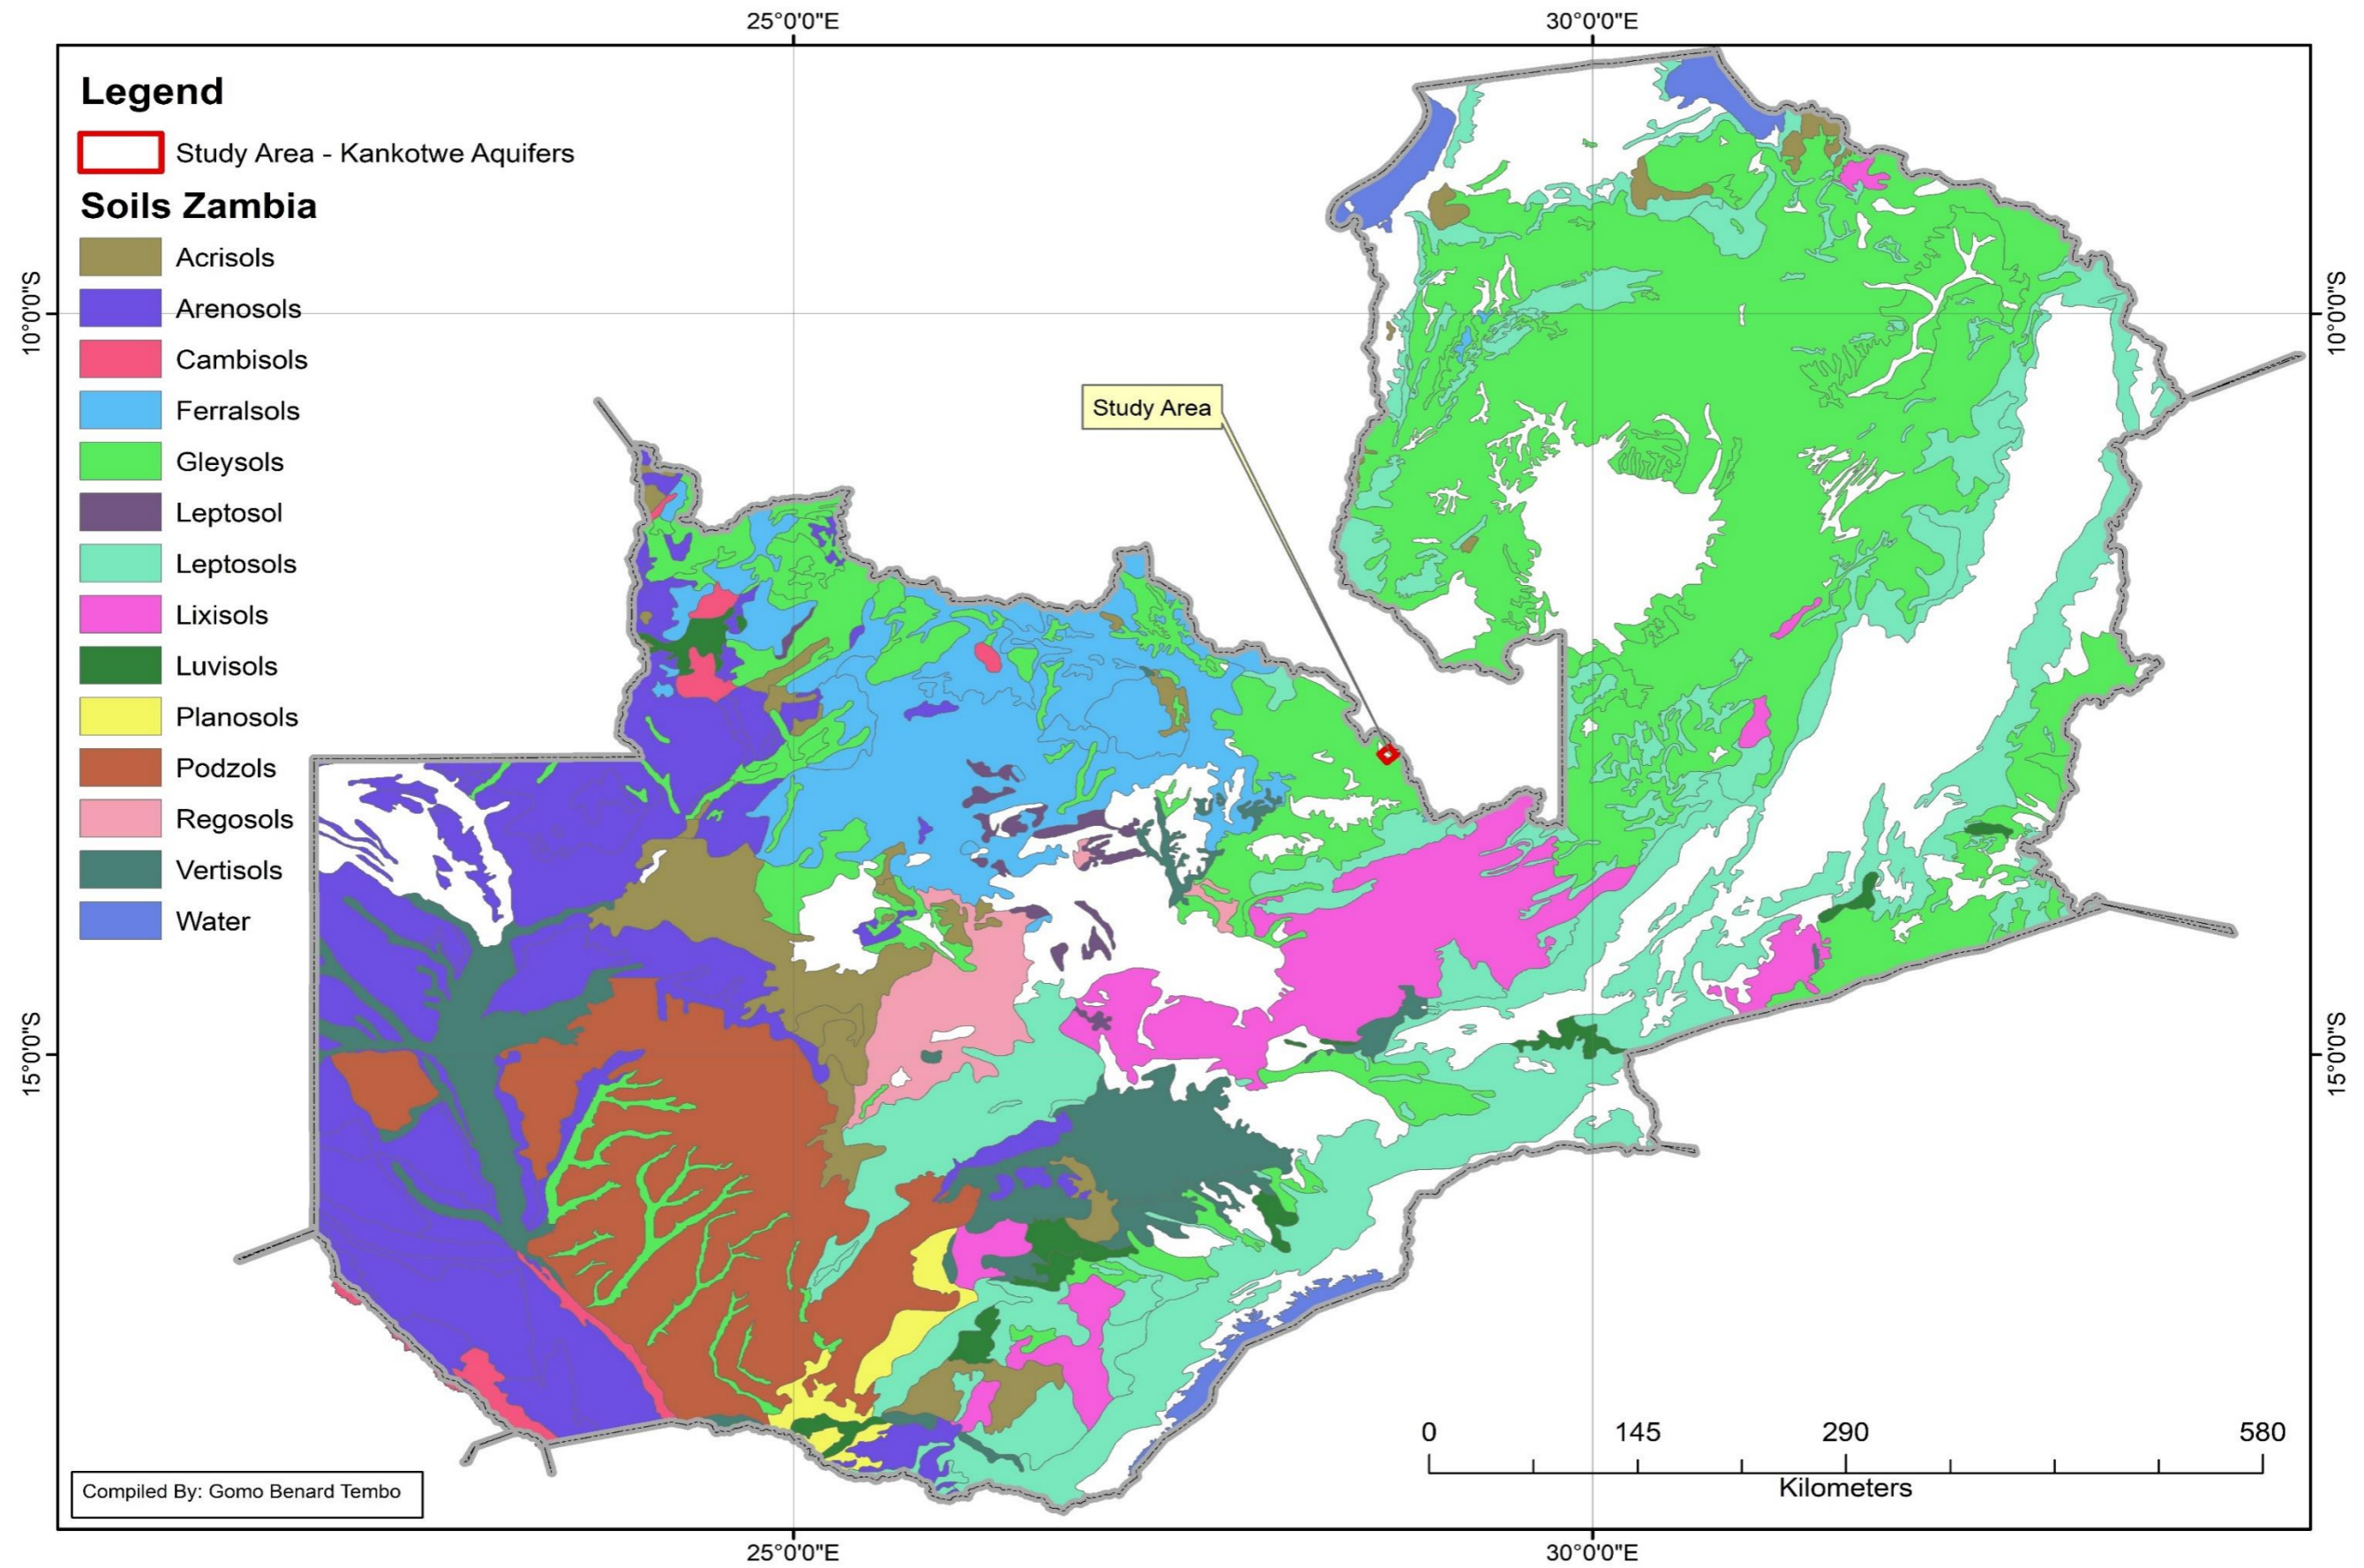 25°0'0"E
30°0'0"E
Legend
Study Area - Kankotwe Aquifers
Soils Zambia
Acrisols
Arenosols
Cambisols
Ferralsols
Gleysols
Leptosol
Leptosols
Lixisols
Luvisols
Planosols
Podzols
Regosols
Vertisols
Water
10°0'0"S
10°0'0"S
Study Area
15°0'0"S
15°0'0"S
0
145
290
580
Kilometers
Compiled By: Gomo Benard Tembo
25°0'0"E
30°0'0"E